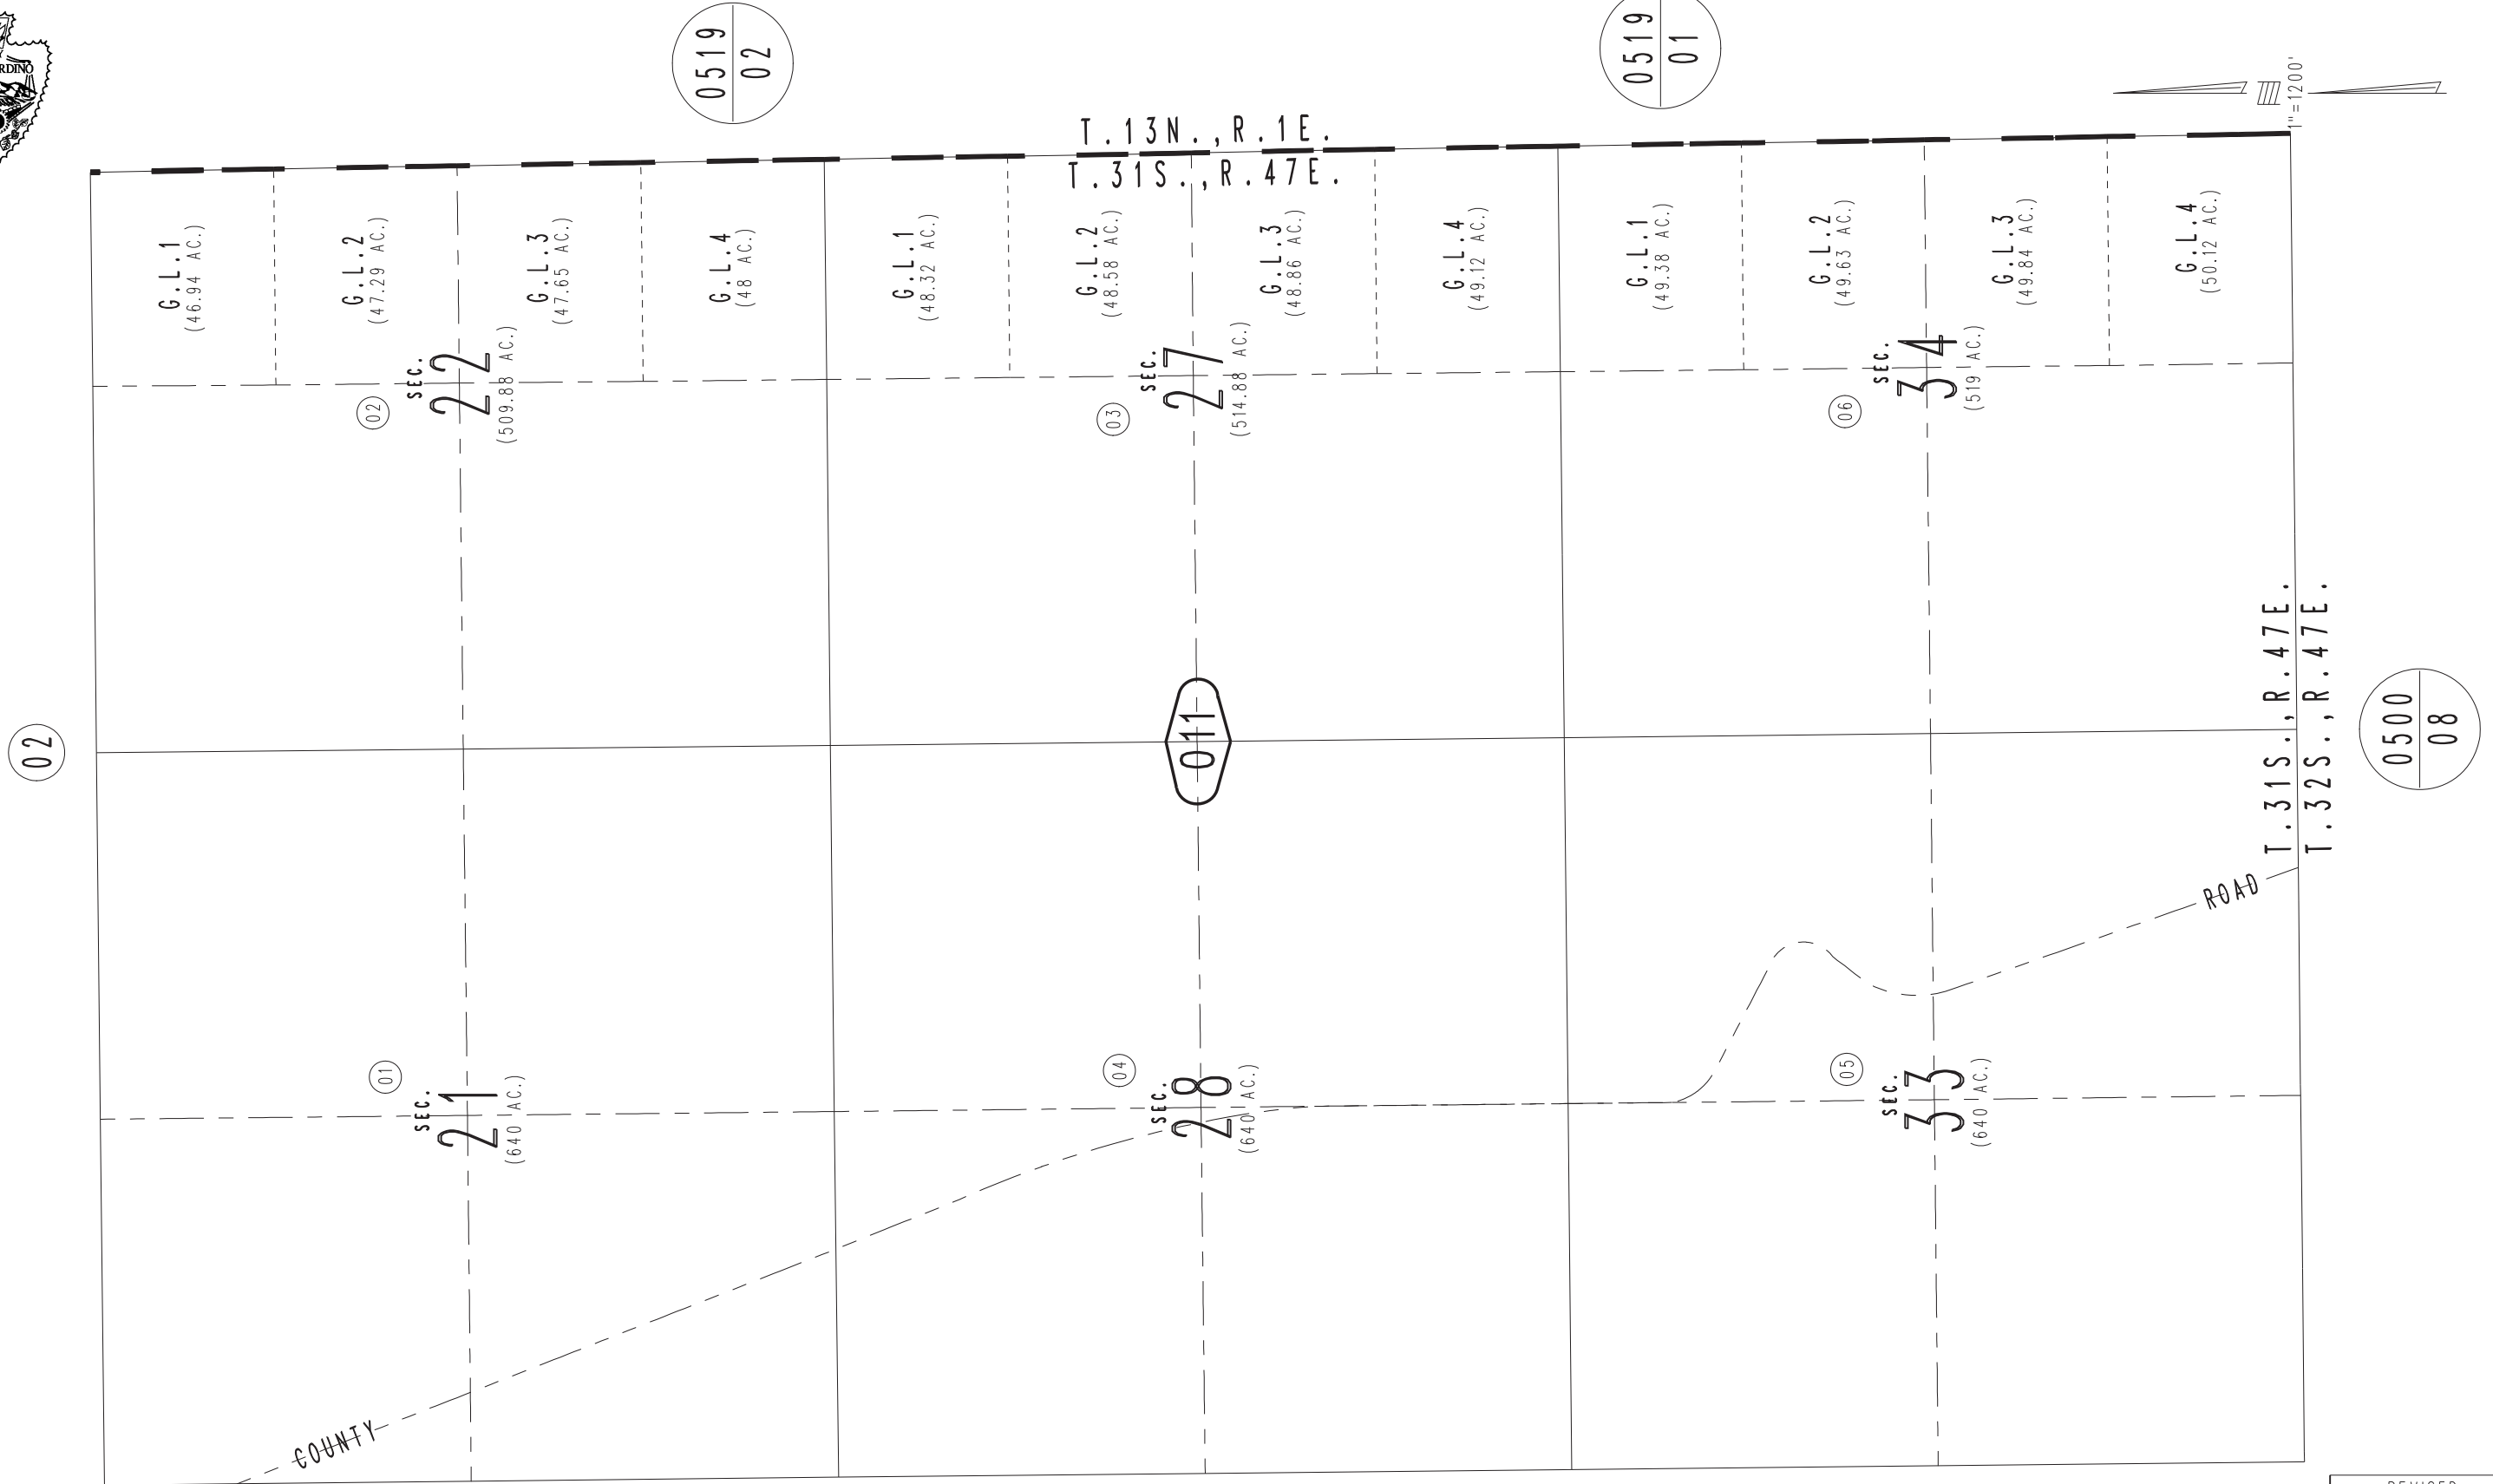 RDINO
0519
02
0519
01
1"=1200'
T.13N.,R.1E.
T.31S.,R.47E.
G.L.1
(46.94 AC.)
G.L.2
(47.29 AC.)
G.L.3
(47.65 AC.)
G.L.4
(48 AC.)
G.L.1
(48.32 AC.)
G.L.2
(48.58 AC.)
G.L.3
(48.86 AC.)
G.L.4
(49.12 AC.)
G.L.1
(49.38 AC.)
G.L.2
(49.63 AC.)
G.L.3
(49.84 AC.)
G.L.4
(50.12 AC.)
02
SEC.
22
(509.88 AC.)
03
SEC.
27
(514.88 AC.)
06
SEC.
34
(519 AC.)
02
011
T.31S.,R.47E.
T.32S.,R.47E.
0500
08
ROAD
01
SEC.
21
(640 AC.)
04
SEC.
28
(640 AC.)
05
SEC.
33
(640 AC.)
COUNTY
REVISED